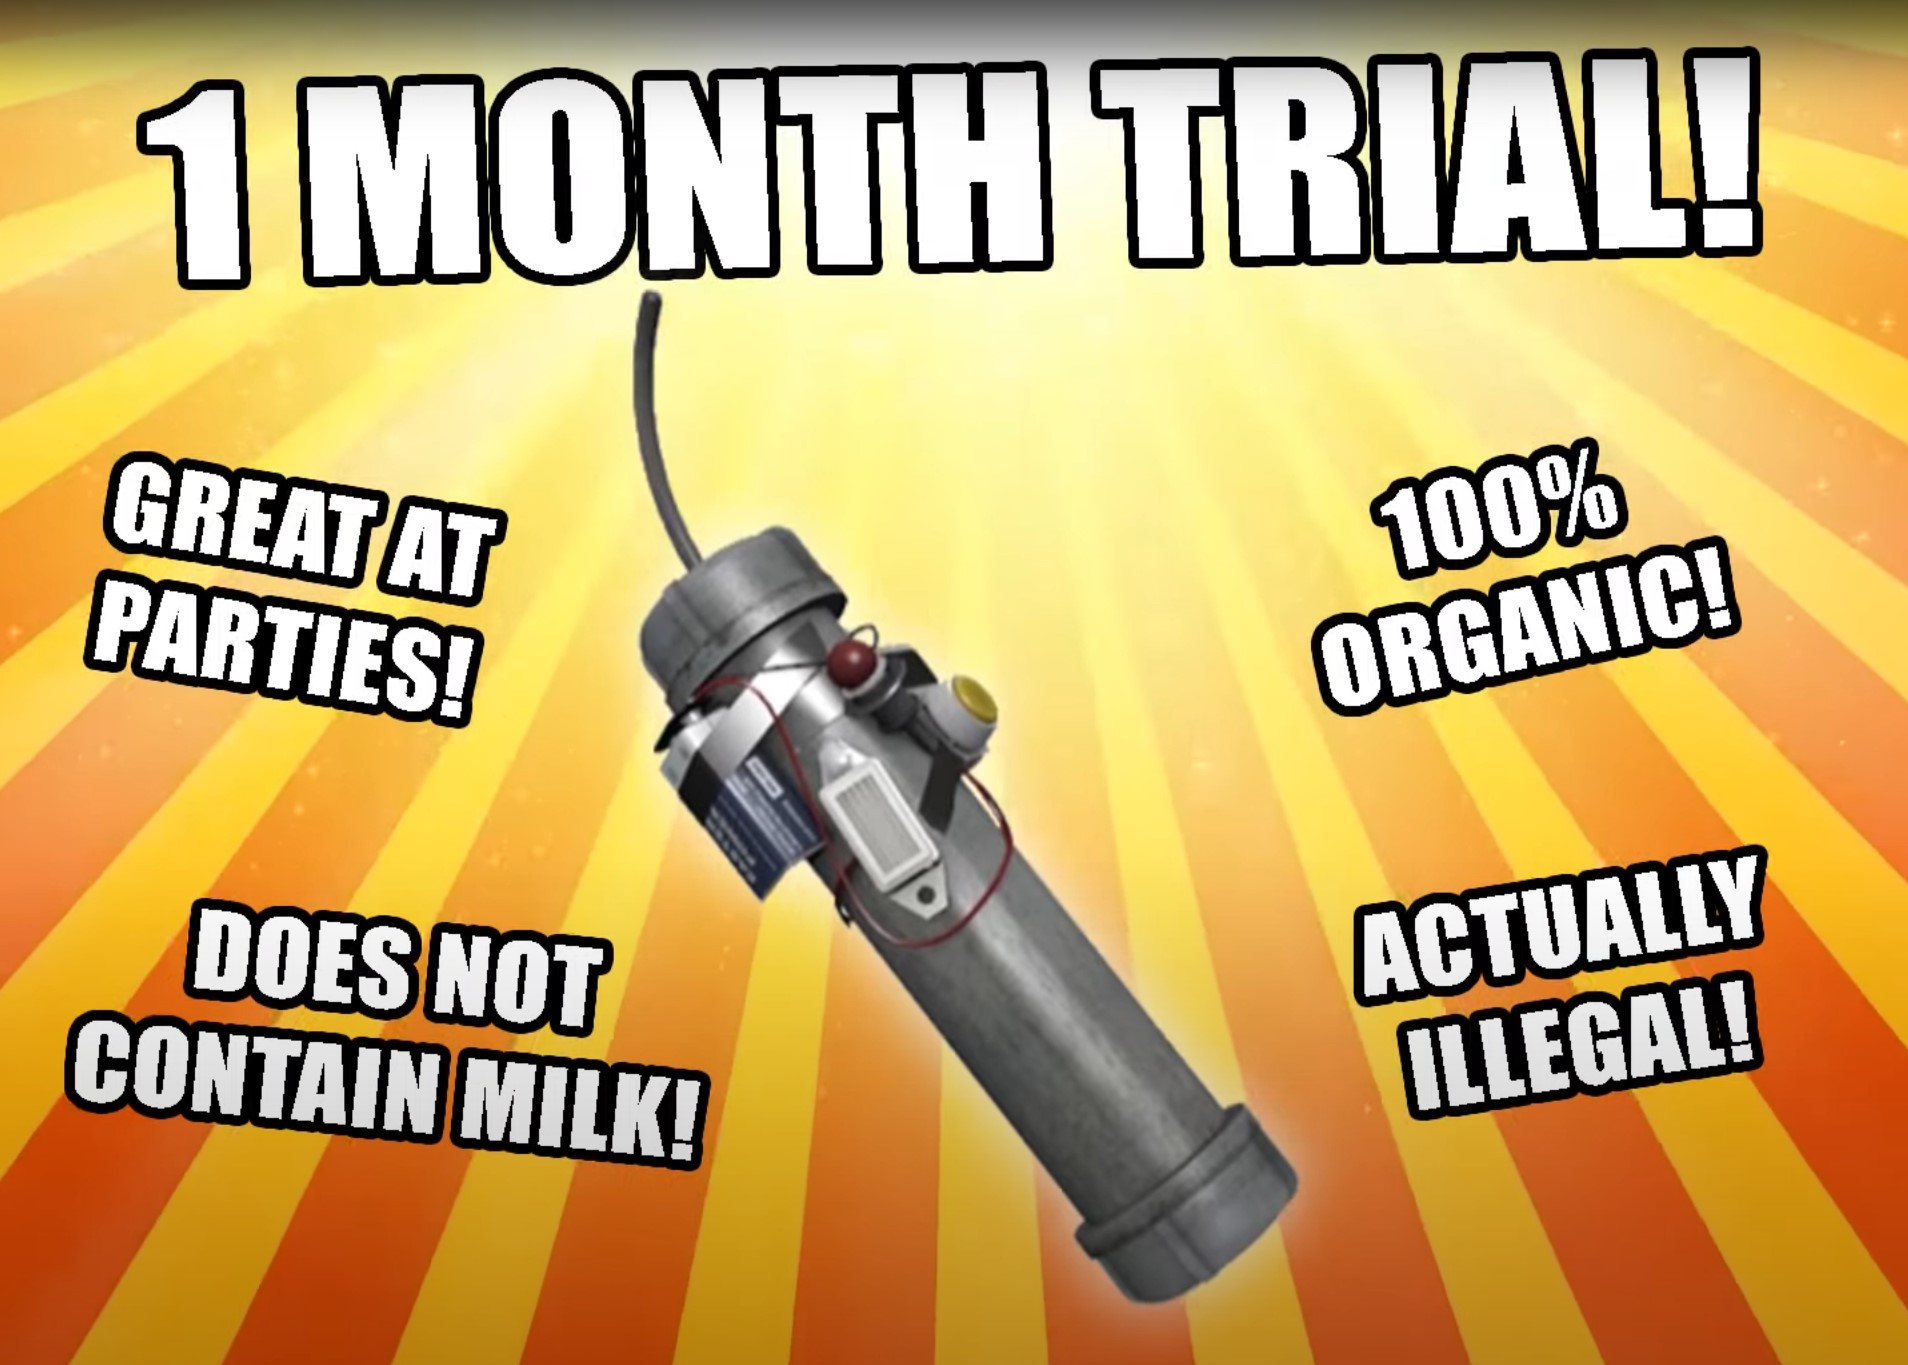 1 MONTH TRIAL!
GREAT AT
PARTIES!
100%
ORGANIC!
DOES NOT
CONTAIN MILK!
ACTUALLY
ILLEGAL!